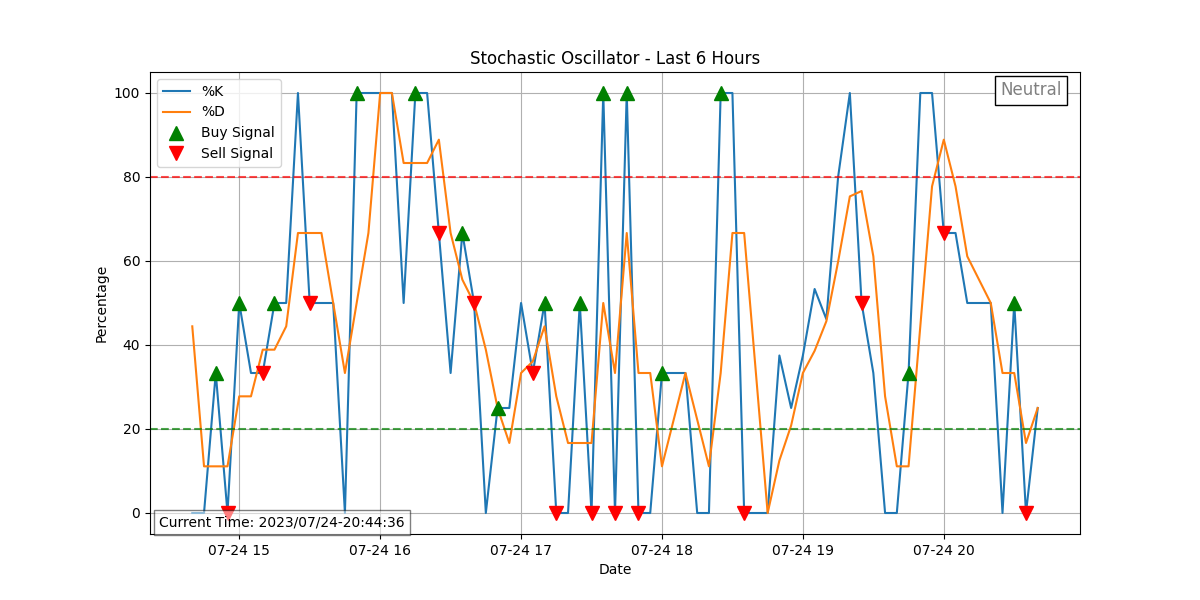 Stochastic Oscillator - Last 6 Hours
%K
%D
Buy Signal
Sell Signal
Neutral
100
80
60
40
20
0
Percentage
Current Time: 2023/07/24-20:44:36
07-24 15
07-24 16
07-24 17
07-24 18
07-24 19
07-24 20
Date